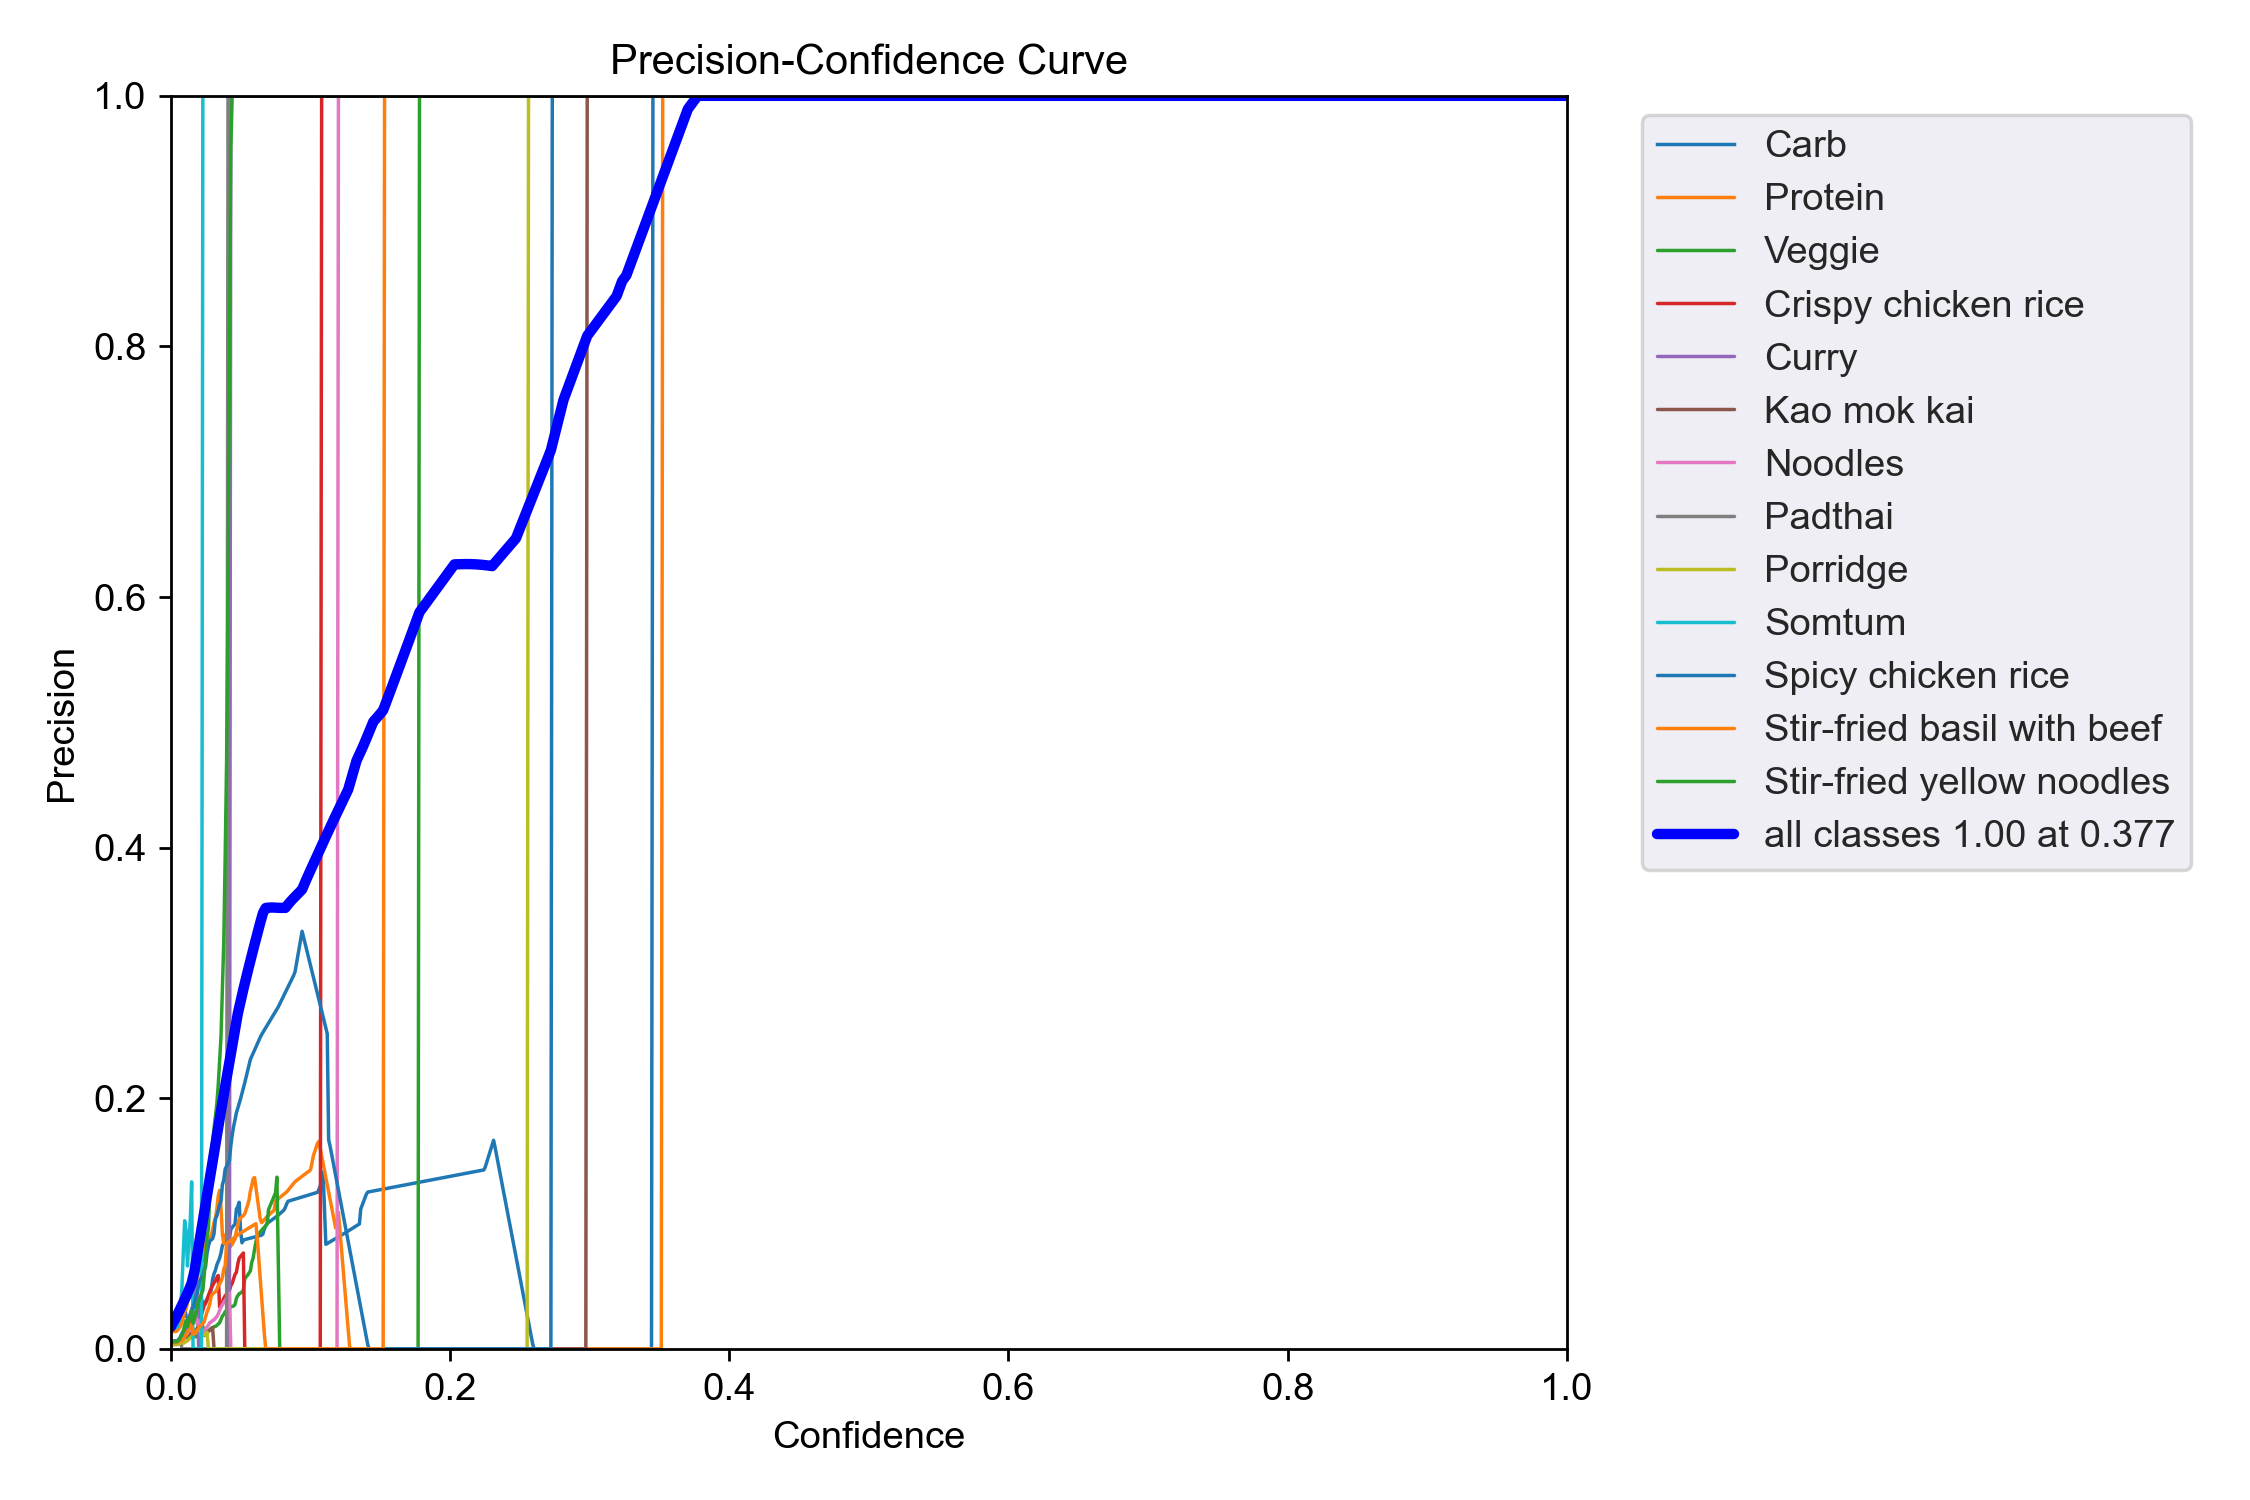 Precision-Confidence Curve
1.0
0.8
0.6
0.4
0.2
0.0
Precision
0.0 0.2 0.4 0.6 0.8 1.0
Confidence
Carb
Protein
Veggie
Crispy chicken rice
Curry
Kao mok kai
Noodles
Padthai
Porridge
Somtum
Spicy chicken rice
Stir-fried basil with beef
Stir-fried yellow noodles
all classes 1.00 at 0.377